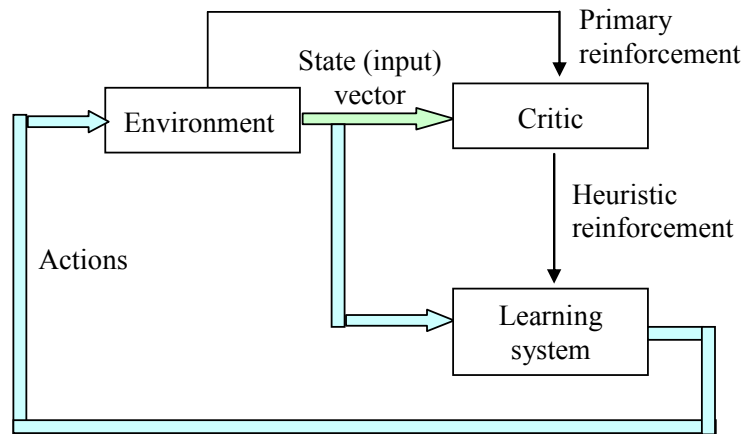 Primary
reinforcement
State (input)
vector
Environment
Critic
Heuristic
reinforcement
Actions
Learning
system